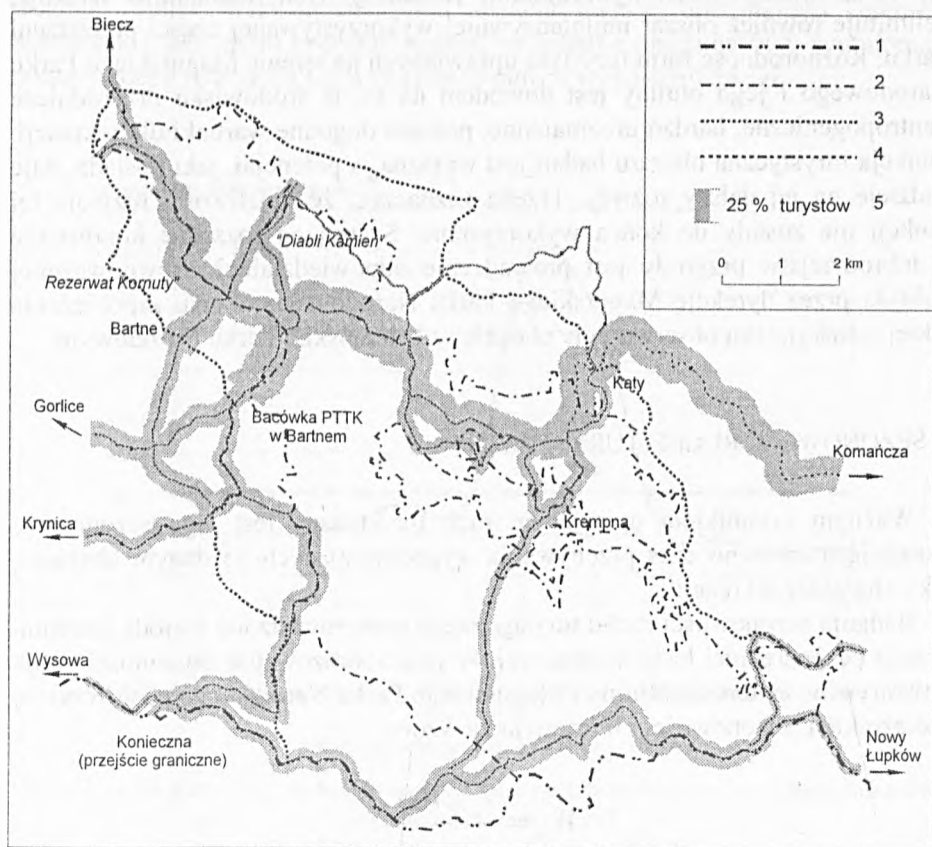 Biecz
1
2
3
4
25 % turystów 5
0 1 2 km
"Diabli Kamień"
Rezerwat Kornuty
Bartne
Kąty
Gorlice
Bacówka PTTK
w Bartnem
Komańcza
Krynica
Krempna
Wysowa
Konieczna
(przejście graniczne)
Nowy
Łupków